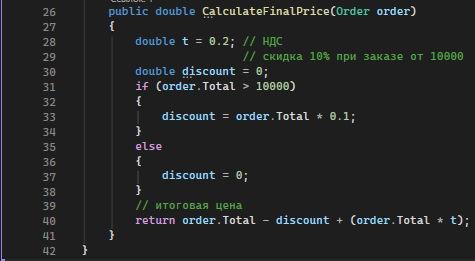 26 public double CalculateFinalPrice(Order order)
27 {
28 double t = 0.2; // НДС
29 // скидка 10% при заказе от 10000
30 double discount = 0;
31 if (order.Total > 10000)
32 {
33 discount = order.Total * 0.1;
34 }
35 else
36 {
37 discount = 0;
38 }
39 // итоговая цена
40 return order.Total - discount + (order.Total * t);
41 }
42 }